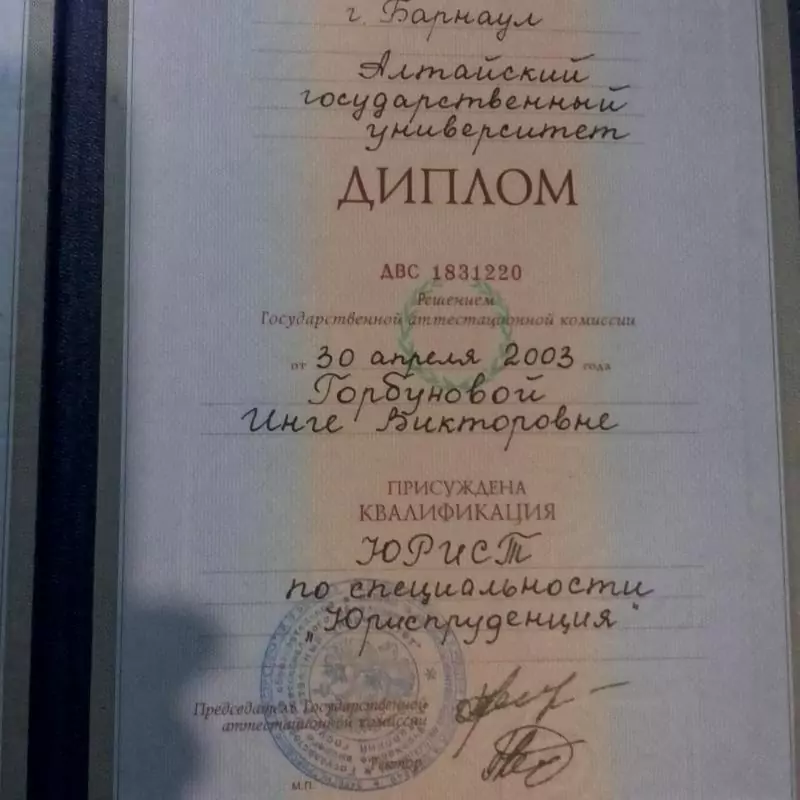 г. Барнаул
Алтайский
государственный
университет
ДИПЛОМ
ДВС 1831220
Решением
Государственной аттестационной комиссии
от 30 апреля 2003 года
Горбуновой
Инге Викторовне
ПРИСУЖДЕНА
КВАЛИФИКАЦИЯ
ЮРИСТ
по специальности
„Юриспруденция"
Председатель Государственной
аттестационной комиссии
Ректор
М.П.